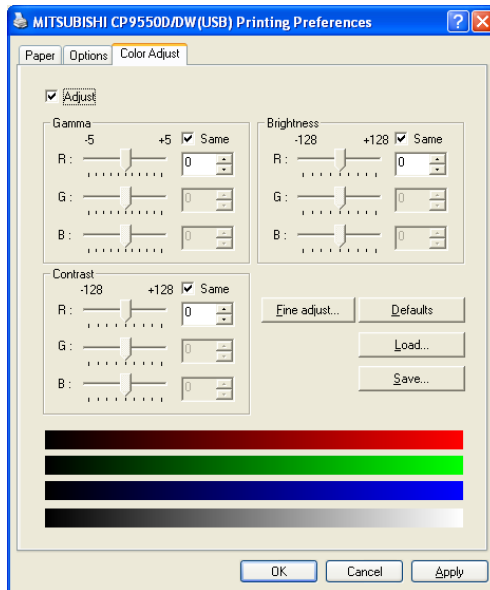 MITSUBISHI CP9550D/DW(USB) Printing Preferences
Paper Options Color Adjust
Adjust
Gamma
-5 +5 Same
R : 0
G : 0
B : 0
Brightness
-128 +128 Same
R : 0
G : 0
B : 0
Contrast
-128 +128 Same
R : 0
G : 0
B : 0
Fine adjust... Defaults
Load...
Save...
OK Cancel Apply